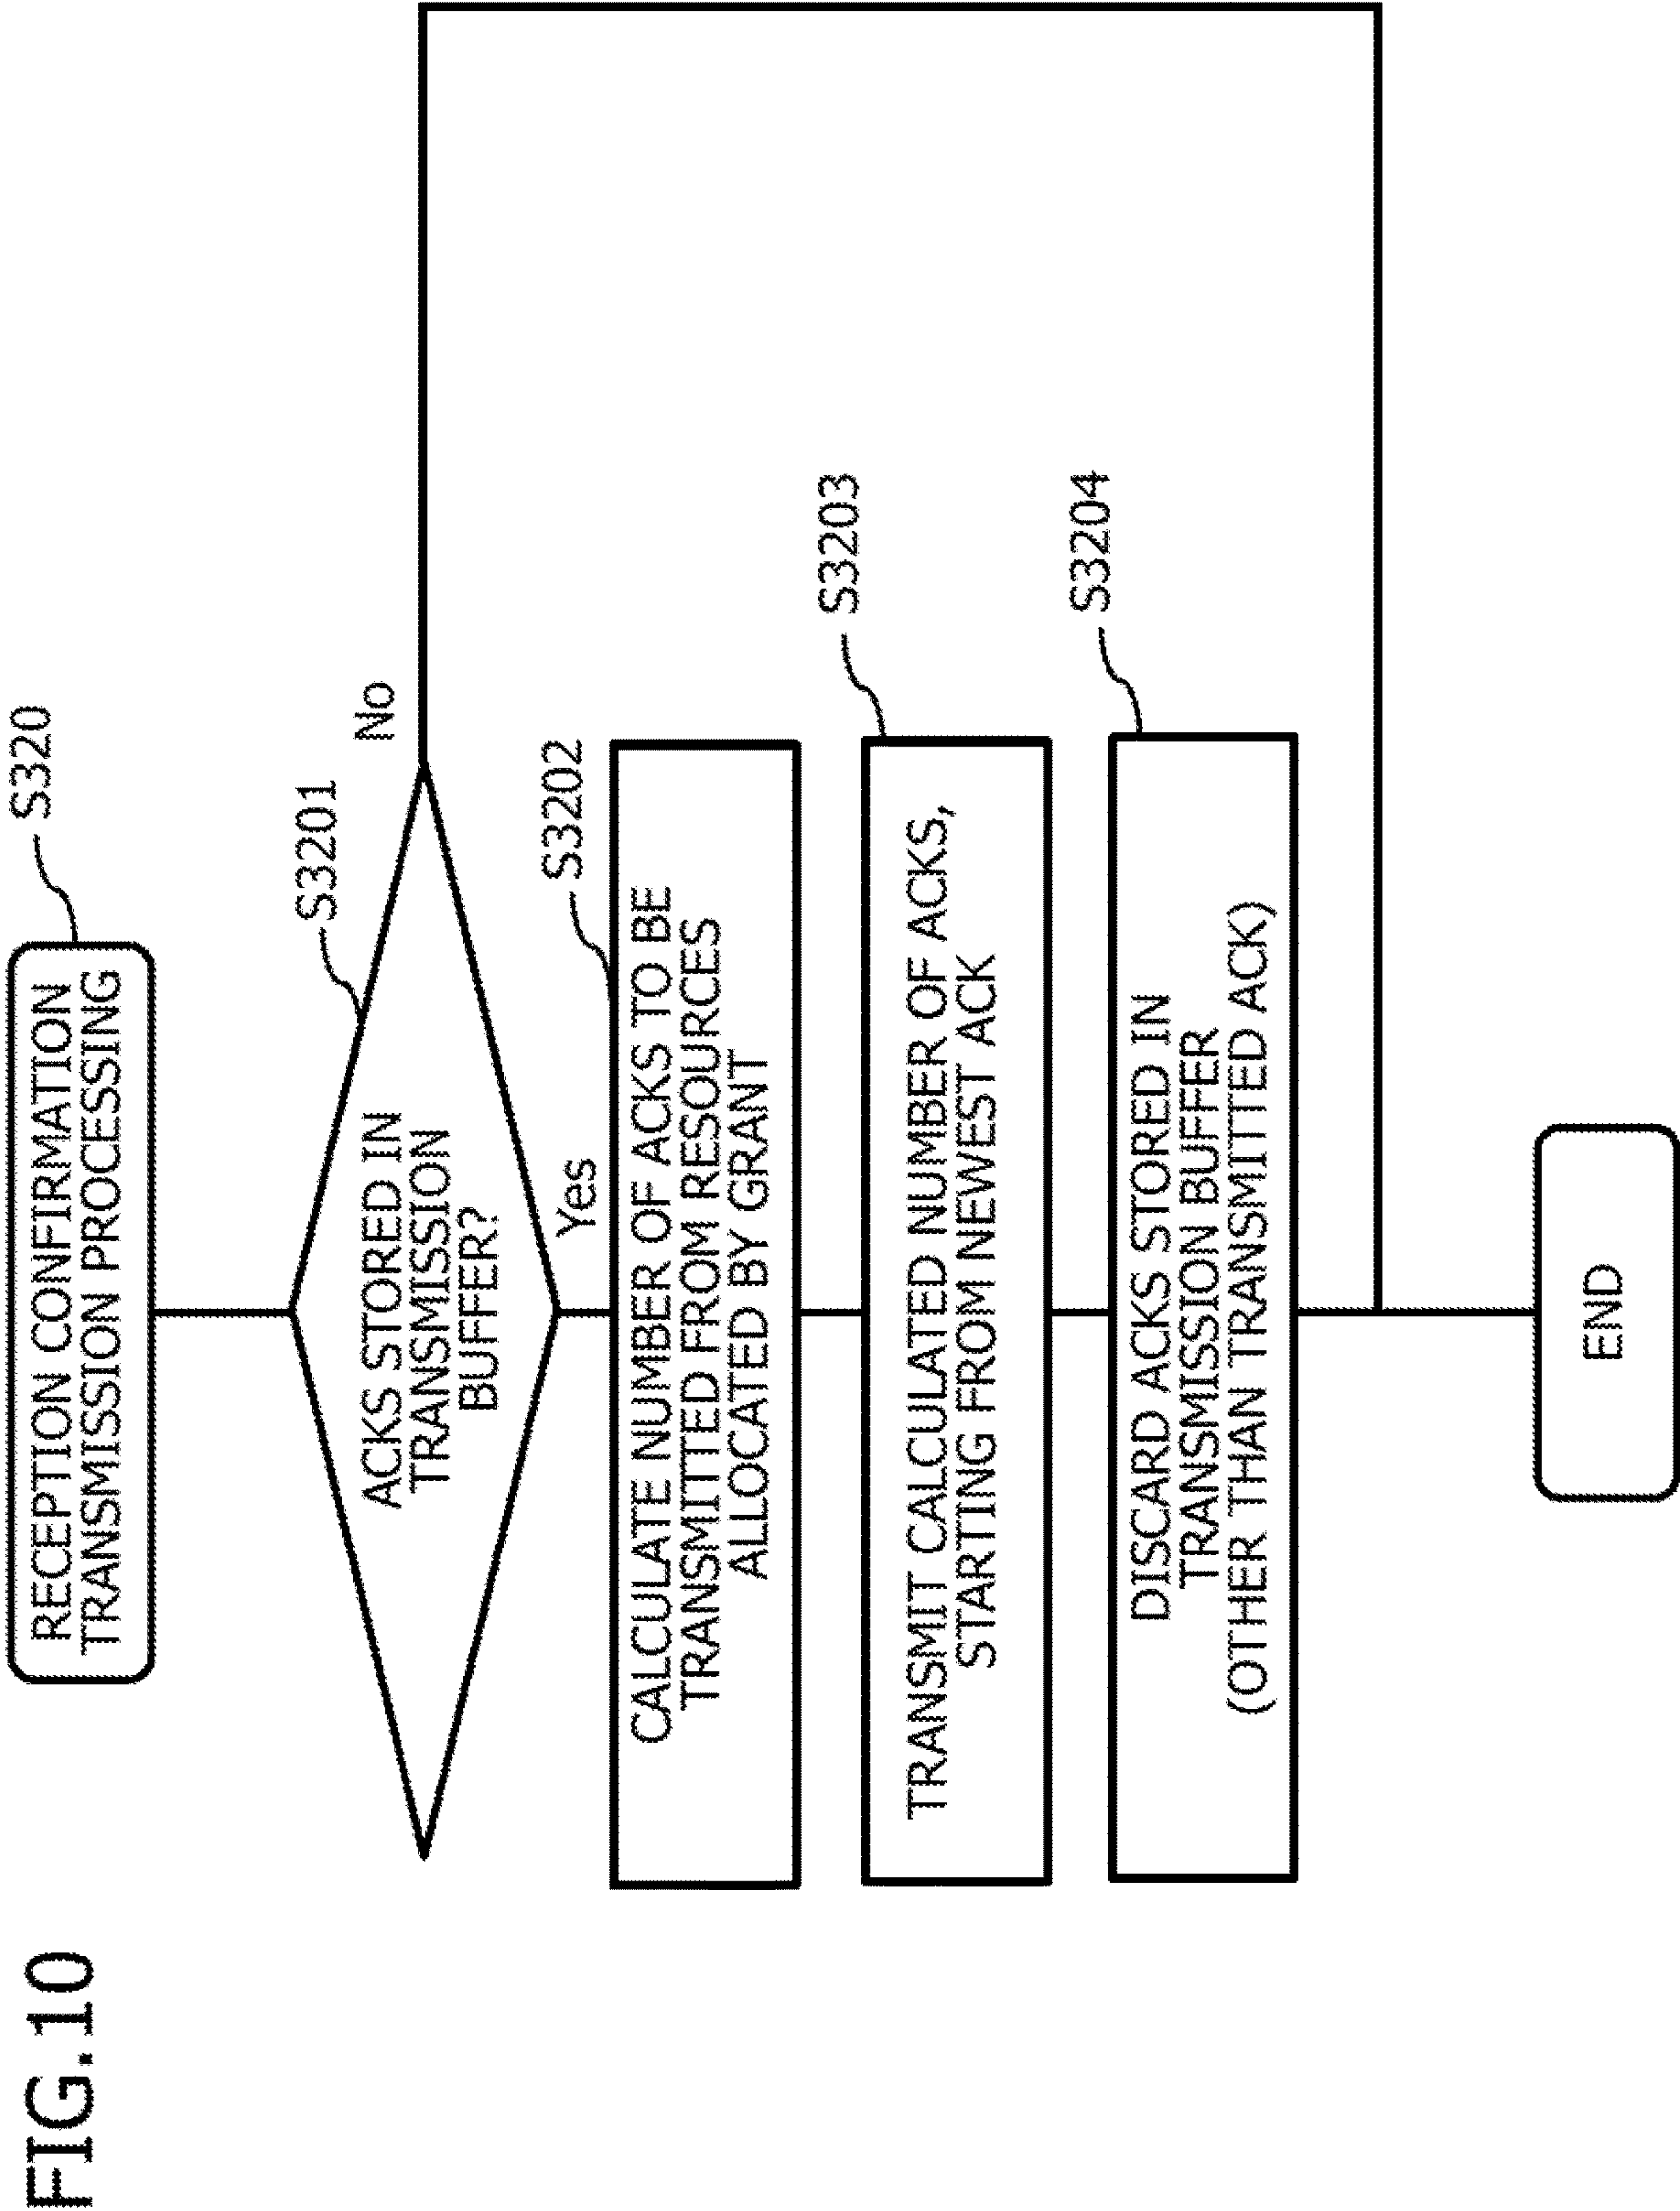 FIG.10
RECEPTION CONFIRMATION
TRANSMISSION PROCESSING
S320
ACKS STORED IN
TRANSMISSION
BUFFER?
S3201
No
Yes
S3202
CALCULATE NUMBER OF ACKS TO BE
TRANSMITTED FROM RESOURCES
ALLOCATED BY GRANT
S3203
TRANSMIT CALCULATED NUMBER OF ACKS,
STARTING FROM NEWEST ACK
S3204
DISCARD ACKS STORED IN
TRANSMISSION BUFFER
(OTHER THAN TRANSMITTED ACK)
END